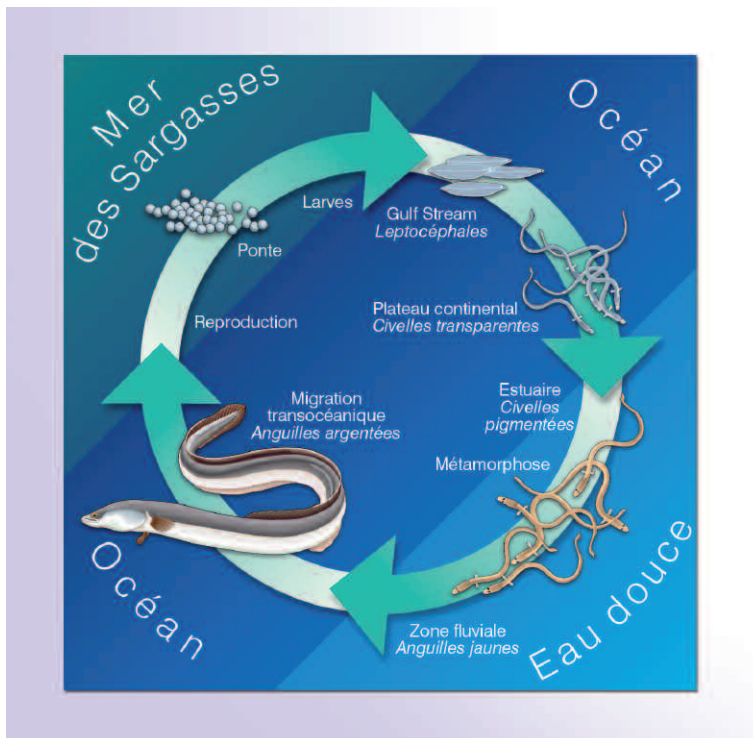 Mer
des Sargasses
Océan
Larves
Ponte
Gulf Stream
Leptocéphales
Plateau continental
Civelles transparentes
Reproduction
Estuaire
Civelles
pigmentées
Migration
transocéanique
Anguilles argentées
Métamorphose
Océan
Eau douce
Zone fluviale
Anguilles jaunes